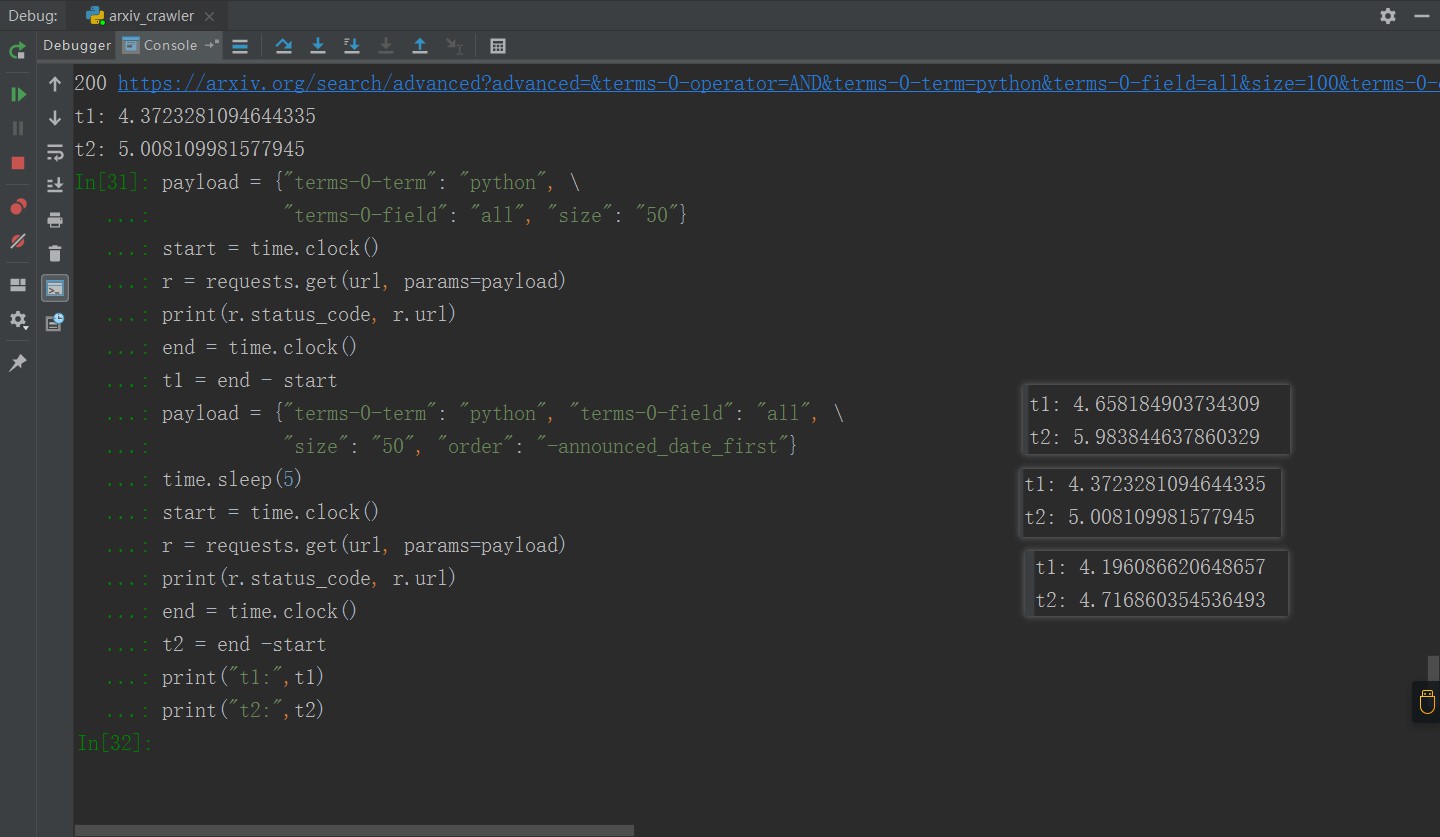 Debug: arxiv_crawler
Debugger Console
200 https://arxiv.org/search/advanced?advanced=&terms-0-operator=AND&terms-0-term=python&terms-0-field=all&size=100&terms-0-
t1: 4.3723281094644335
t2: 5.008109981577945
In[31]: payload = {"terms-0-term": "python", \
...: "terms-0-field": "all", "size": "50"}
...: start = time.clock()
...: r = requests.get(url, params=payload)
...: print(r.status_code, r.url)
...: end = time.clock()
...: t1 = end - start
...: payload = {"terms-0-term": "python", "terms-0-field": "all", \
...: "size": "50", "order": "-announced_date_first"}
...: time.sleep(5)
...: start = time.clock()
...: r = requests.get(url, params=payload)
...: print(r.status_code, r.url)
...: end = time.clock()
...: t2 = end -start
...: print("t1:",t1)
...: print("t2:",t2)
In[32]:
t1: 4.658184903734309
t2: 5.983844637860329
t1: 4.3723281094644335
t2: 5.008109981577945
t1: 4.196086620648657
t2: 4.716860354536493